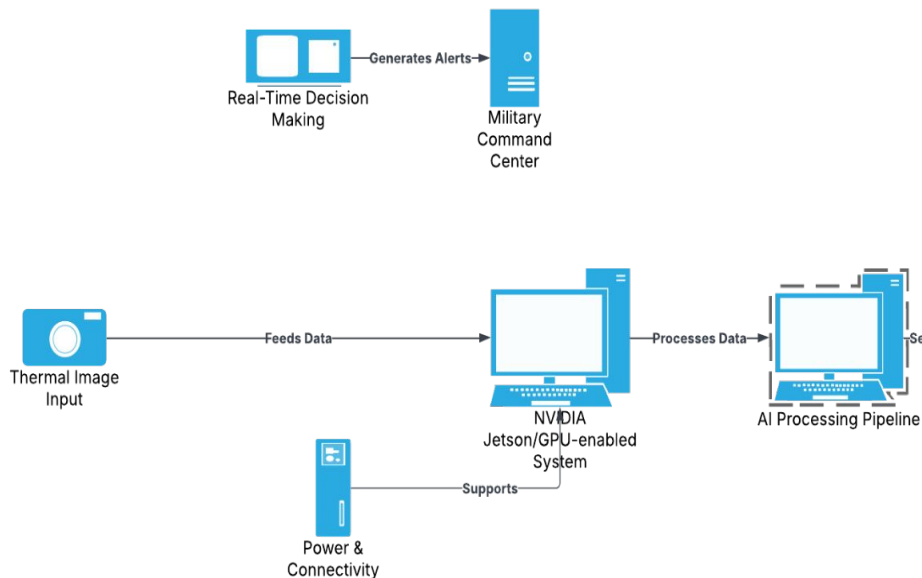 Generates Alerts
Real-Time Decision
Making
Military
Command
Center
Feeds Data
Processes Data
Se
Thermal Image
Input
NVIDIA
Jetson/GPU-enabled
System
AI Processing Pipeline
Supports
Power &
Connectivity